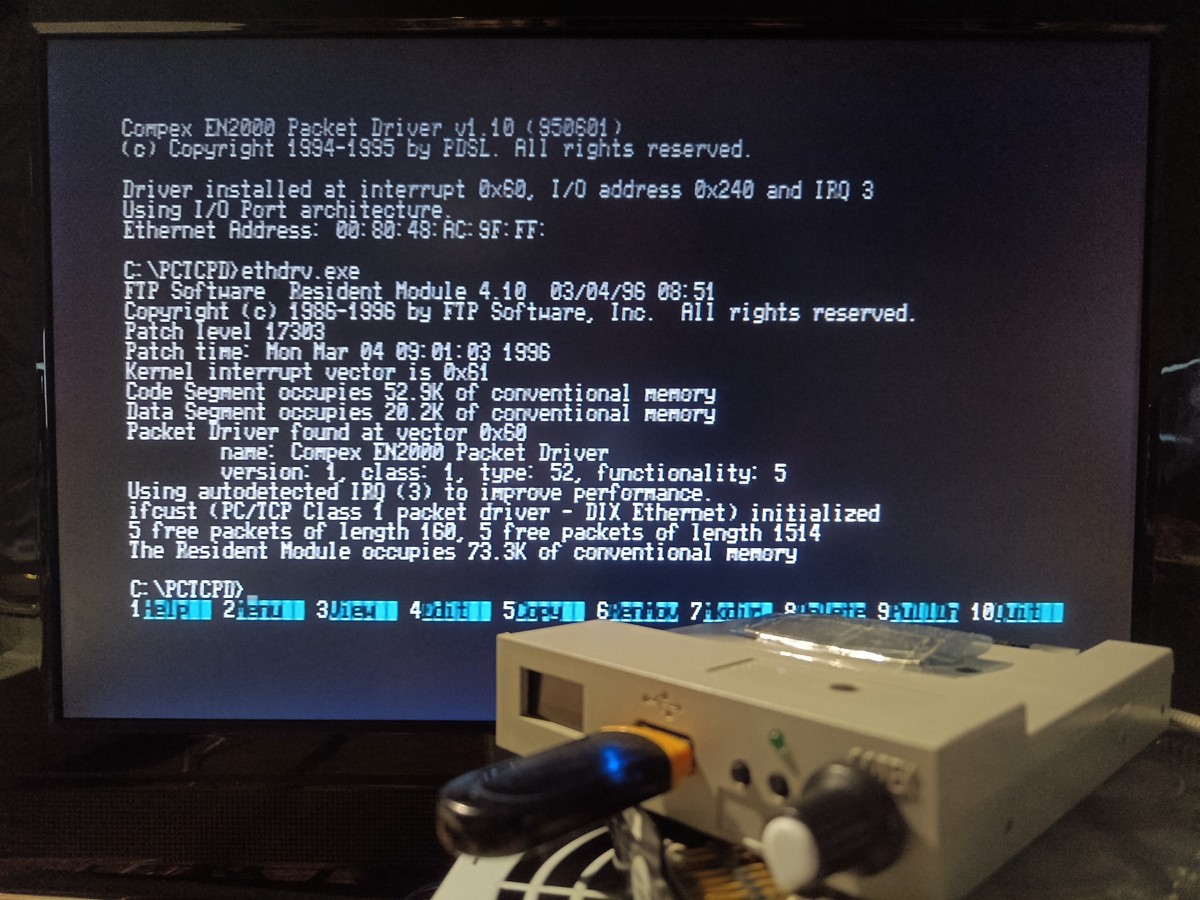 Compex EN2000 Packet Driver v1.10 (950601)
(c) Copyright 1994-1995 by PDSL. All rights reserved.
Driver installed at interrupt 0x60, I/O address 0x240 and IRQ 3
Using I/O Port architecture.
Ethernet Address: 00:80:48:AC:9F:FF:
C:\PCTCPD>ethdrv.exe
FTP Software  Resident Module 4.10  03/04/96 08:51
Copyright (c) 1986-1996 by FTP Software, Inc.  All rights reserved.
Patch level 17303
Patch time: Mon Mar 04 09:01:03 1996
Kernel interrupt vector is 0x61
Code Segment occupies 52.9K of conventional memory
Data Segment occupies 20.2K of conventional memory
Packet Driver found at vector 0x60
name: Compex EN2000 Packet Driver
version: 1, class: 1, type: 52, functionality: 5
Using autodetected IRQ (3) to improve performance.
ifcust (PC/TCP Class 1 packet driver - DIX Ethernet) initialized
5 free packets of length 160, 5 free packets of length 1514
The Resident Module occupies 73.3K of conventional memory
C:\PCTCPD>
1Help 2Menu 3View 4Edit 5Copy 6RenMov 7Mkdir 8Delete 9PullDn 10Quit
GOTEK